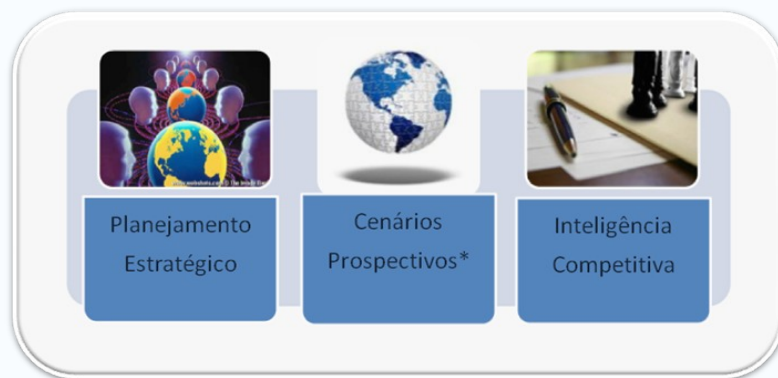 Planejamento
Estratégico
Cenários
Prospectivos*
Inteligência
Competitiva